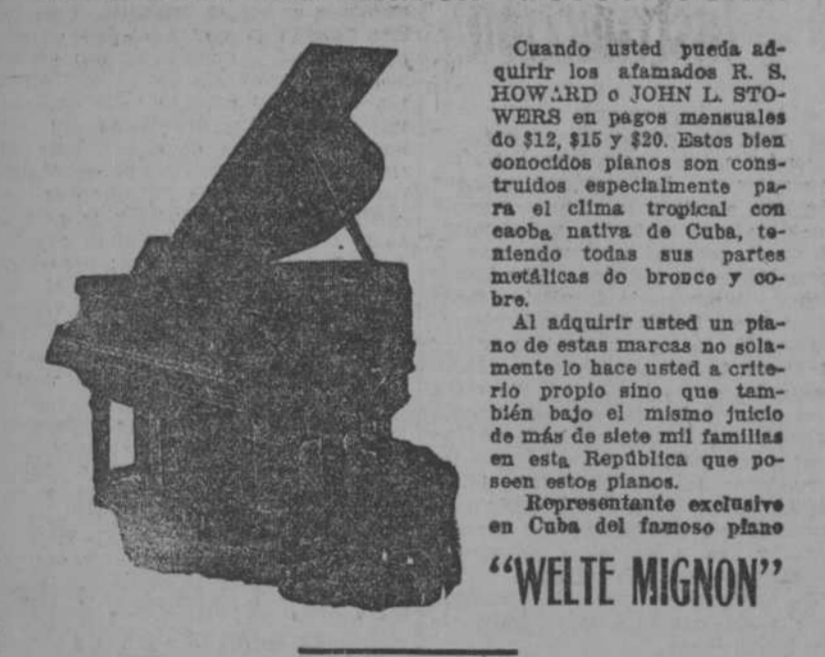 Cuando usted pueda ad-
quirir los afamados R. S.
HOWARD o JOHN L. STO-
WERS en pagos mensuales
do $12, $15 y $20. Estos bien
conocidos pianos son cons-
truidos especialmente pa-
ra el clima tropical con
caoba nativa de Cuba, te-
niendo todas sus partes
metálicas do bronce y co-
bre.
Al adquirir usted un pia-
no de estas marcas no sola-
mente lo hace usted a crite-
rio propio sino que tam-
bién bajo el mismo juicio
de más de siete mil familias
en esta República que po-
seen estos pianos.
Representante exclusivo
en Cuba del famoso piano
“WELTE MIGNON”